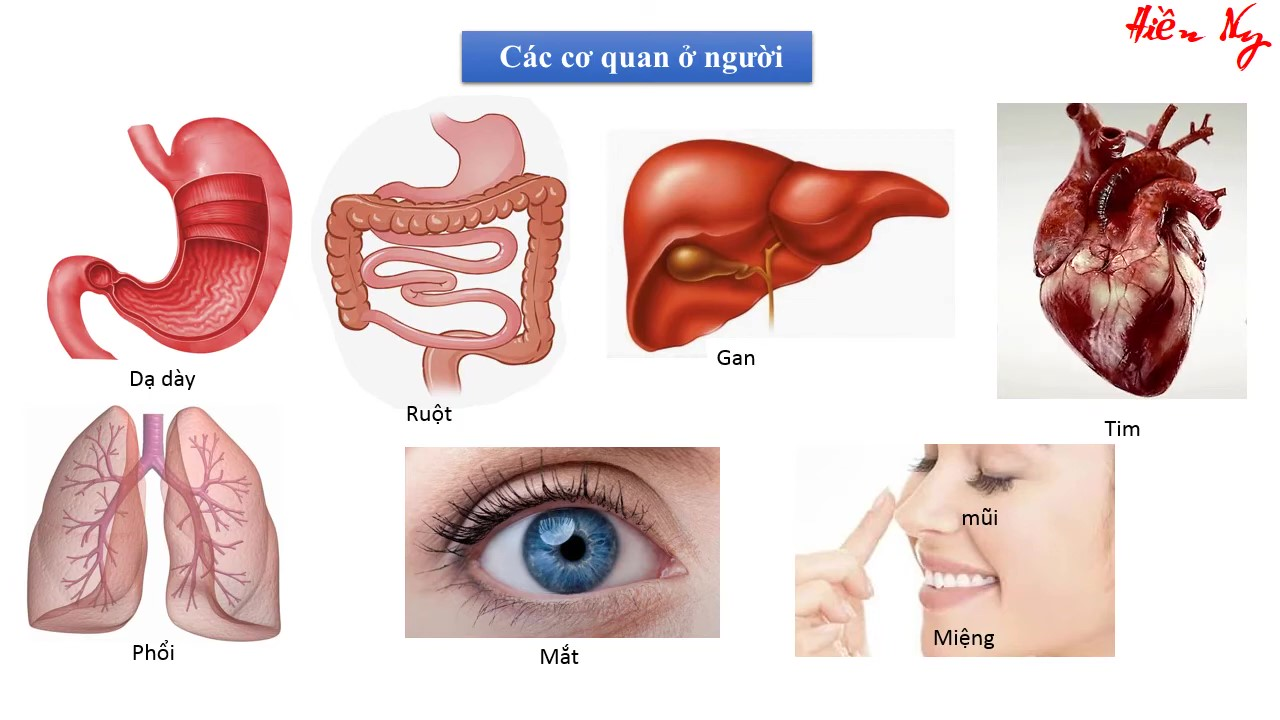 Hiền Ny
Các cơ quan ở người
Dạ dày
Ruột
Gan
Tim
Phổi
Mắt
mũi
Miệng